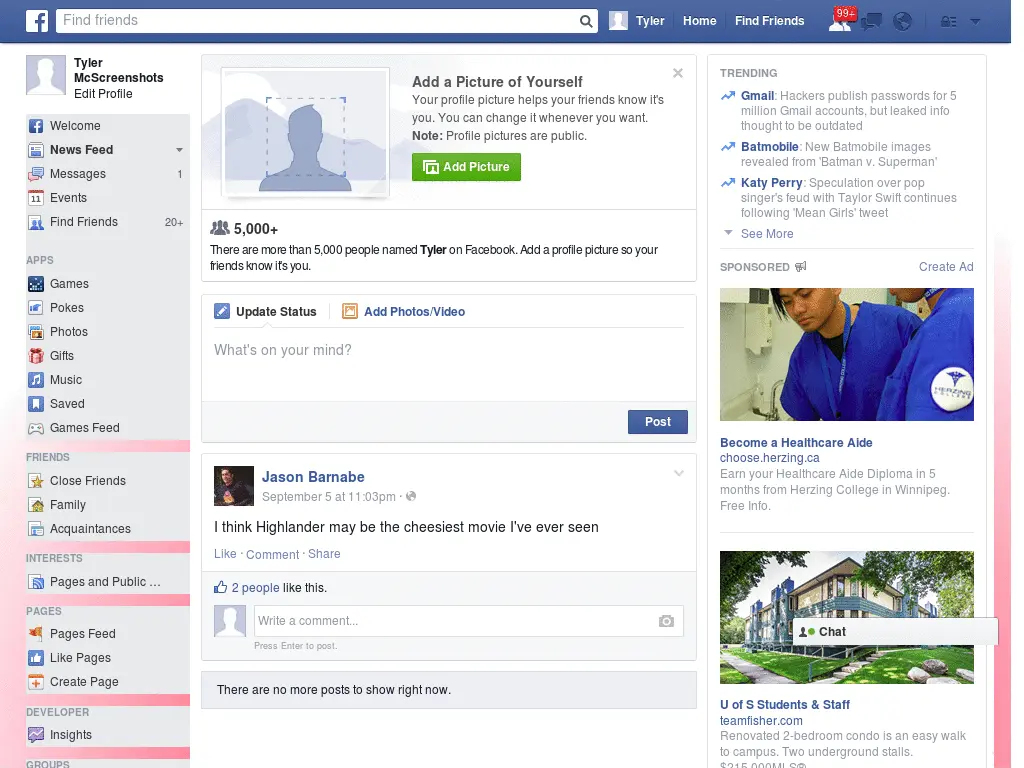 f
Find friends
Tyler
Home
Find Friends
99+
Tyler
McScreenshots
Edit Profile
Welcome
News Feed
Messages 1
11 Events
Find Friends 20+
APPS
Games
Pokes
Photos
Gifts
Music
Saved
Games Feed
FRIENDS
Close Friends
Family
Acquaintances
INTERESTS
Pages and Public ...
PAGES
Pages Feed
Like Pages
Create Page
DEVELOPER
Insights
GROUPS
Add a Picture of Yourself
Your profile picture helps your friends know it's
you. You can change it whenever you want.
Note: Profile pictures are public.
Add Picture
5,000+
There are more than 5,000 people named Tyler on Facebook. Add a profile picture so your
friends know it's you.
Update Status
Add Photos/Video
What's on your mind?
Post
Jason Barnabe
September 5 at 11:03pm ·
I think Highlander may be the cheesiest movie I've ever seen
Like · Comment · Share
2 people like this.
Write a comment...
Press Enter to post.
There are no more posts to show right now.
TRENDING
Gmail: Hackers publish passwords for 5
million Gmail accounts, but leaked info
thought to be outdated
Batmobile: New Batmobile images
revealed from 'Batman v. Superman'
Katy Perry: Speculation over pop
singer's feud with Taylor Swift continues
following 'Mean Girls' tweet
See More
SPONSORED
Create Ad
HERZING
COLLEGE
Become a Healthcare Aide
choose.herzing.ca
Earn your Healthcare Aide Diploma in 5
months from Herzing College in Winnipeg.
Free Info.
Chat
U of S Students & Staff
teamfisher.com
Renovated 2-bedroom condo is an easy walk
to campus. Two underground stalls.
$215,000MLS®